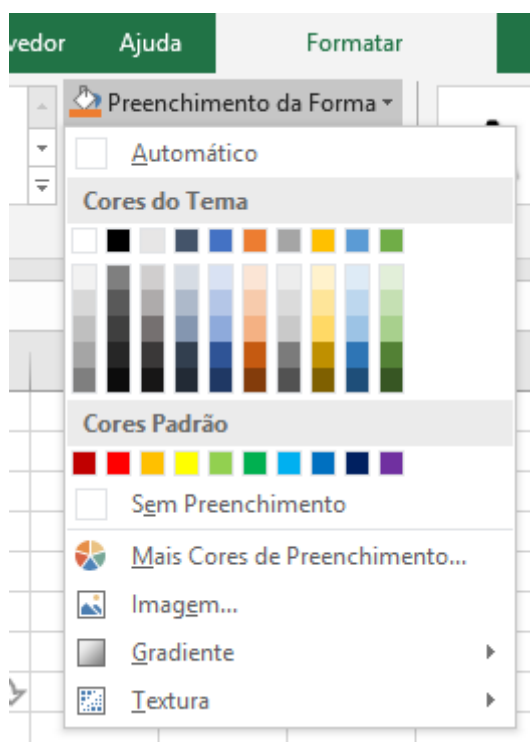 vedor Ajuda Formatar
Preenchimento da Forma
Automático
Cores do Tema
Cores Padrão
Sem Preenchimento
Mais Cores de Preenchimento...
Imagem...
Gradiente
Textura